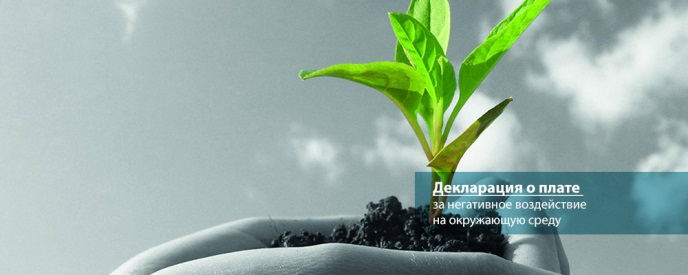 Декларация о плате
за негативное воздействие
на окружающую среду